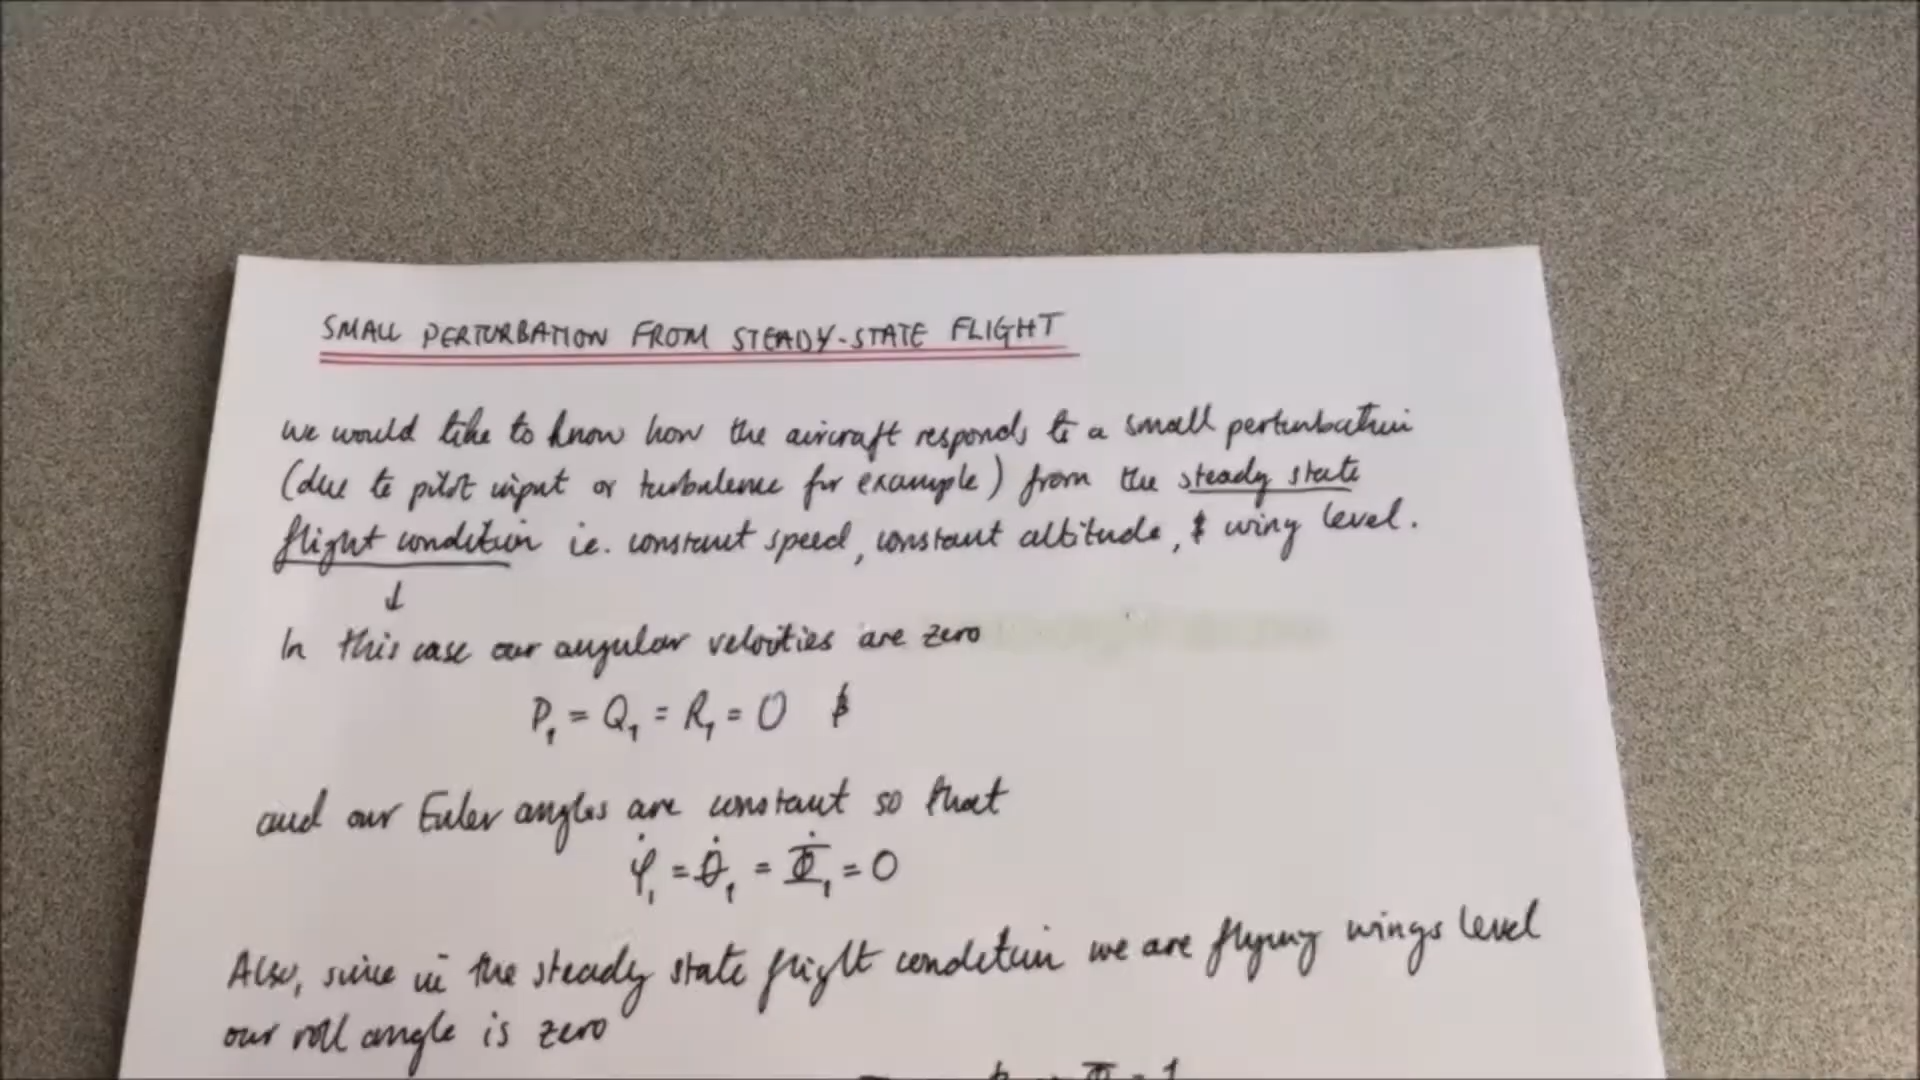 SMALL PERTURBATION FROM STEADY-STATE FLIGHT
We would like to know how the aircraft responds to a small perturbation
(due to pilot input or turbulence for example) from the steady state
flight condition ie. constant speed, constant altitude, & wing level.
↓
In this case our angular velocities are zero
P₁ = Q₁ = R₁ = 0 &
and our Euler angles are constant so that
φ̇₁ = θ̇₁ = Φ̇₁ = 0
Also, since in the steady state flight condition we are flying wings level
our roll angle is zero